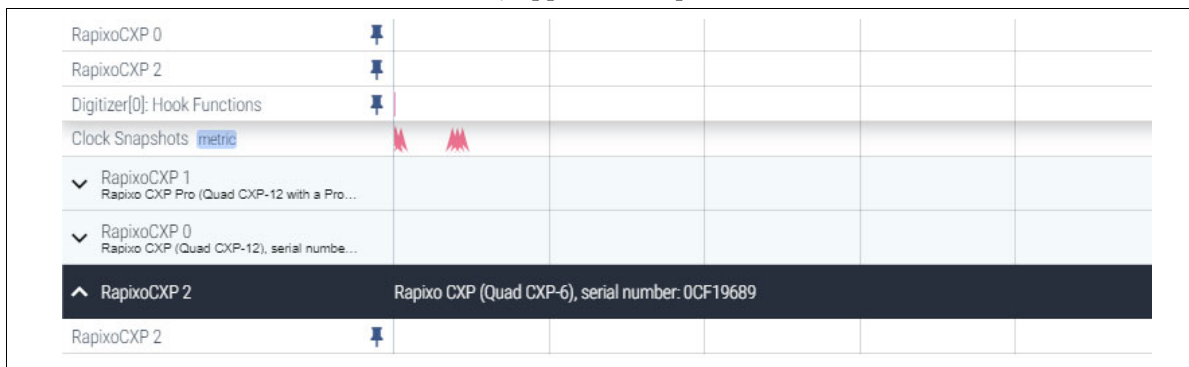 RapixoCXP 0
RapixoCXP 2
Digitizer[0]: Hook Functions
Clock Snapshots metric
RapixoCXP 1
Rapixo CXP Pro (Quad CXP-12 with a Pro...
RapixoCXP 0
Rapixo CXP (Quad CXP-12), serial numbe...
RapixoCXP 2 Rapixo CXP (Quad CXP-6), serial number: 0CF19689
RapixoCXP 2